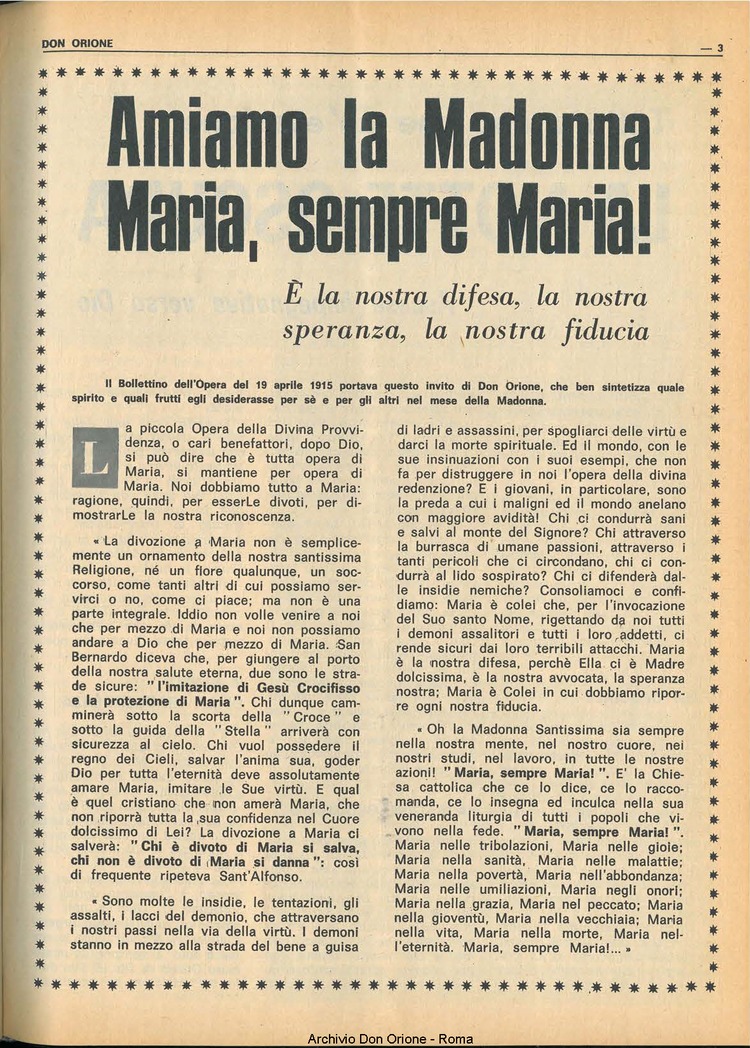 DON ORIONE
— 3
Amiamo la Madonna
Maria, sempre Maria!
È la nostra difesa, la nostra
speranza, la nostra fiducia
Il Bollettino dell'Opera del 19 aprile 1915 portava questo invito di Don Orione, che ben sintetizza quale
spirito e quali frutti egli desiderasse per sè e per gli altri nel mese della Madonna.
La piccola Opera della Divina Provvi-
denza, o cari benefattori, dopo Dio,
si può dire che è tutta opera di
Maria, si mantiene per opera di
Maria. Noi dobbiamo tutto a Maria:
ragione, quindi, per esserLe divoti, per di-
mostrarLe la nostra riconoscenza.
« La divozione a Maria non è semplice-
mente un ornamento della nostra santissima
Religione, né un fiore qualunque, un soc-
corso, come tanti altri di cui possiamo ser-
virci o no, come ci piace; ma non è una
parte integrale. Iddio non volle venire a noi
che per mezzo di Maria e noi non possiamo
andare a Dio che per mezzo di Maria. San
Bernardo diceva che, per giungere al porto
della nostra salute eterna, due sono le stra-
de sicure: "l'imitazione di Gesù Crocifisso
e la protezione di Maria". Chi dunque cam-
minerà sotto la scorta della "Croce" e
sotto la guida della "Stella" arriverà con
sicurezza al cielo. Chi vuol possedere il
regno dei Cieli, salvar l'anima sua, goder
Dio per tutta l'eternità deve assolutamente
amare Maria, imitare le Sue virtù. E qual
è quel cristiano che non amerà Maria, che
non riporrà tutta la sua confidenza nel Cuore
dolcissimo di Lei? La divozione a Maria ci
salverà: "Chi è divoto di Maria si salva,
chi non è divoto di Maria si danna": così
di frequente ripeteva Sant'Alfonso.
« Sono molte le insidie, le tentazioni, gli
assalti, i lacci del demonio, che attraversano
i nostri passi nella via della virtù. I demoni
stanno in mezzo alla strada del bene a guisa
di ladri e assassini, per spogliarci delle virtù e
darci la morte spirituale. Ed il mondo, con le
sue insinuazioni con i suoi esempi, che non
fa per distruggere in noi l'opera della divina
redenzione? E i giovani, in particolare, sono
la preda a cui i maligni ed il mondo anelano
con maggiore avidità! Chi ci condurrà sani
e salvi al monte del Signore? Chi attraverso
la burrasca di umane passioni, attraverso i
tanti pericoli che ci circondano, chi ci con-
durrà al lido sospirato? Chi ci difenderà dal-
le insidie nemiche? Consoliamoci e confi-
diamo: Maria è colei che, per l'invocazione
del Suo santo Nome, rigettando da noi tutti
i demoni assalitori e tutti i loro addetti, ci
rende sicuri dai loro terribili attacchi. Maria
è la nostra difesa, perchè Ella ci è Madre
dolcissima, è la nostra avvocata, la speranza
nostra; Maria è Colei in cui dobbiamo ripor-
re ogni nostra fiducia.
« Oh la Madonna Santissima sia sempre
nella nostra mente, nel nostro cuore, nei
nostri studi, nel lavoro, in tutte le nostre
azioni! "Maria, sempre Maria!". E' la Chie-
sa cattolica che ce lo dice, ce lo racco-
manda, ce lo insegna ed inculca nella sua
veneranda liturgia di tutti i popoli che vi-
vono nella fede. "Maria, sempre Maria!".
Maria nelle tribolazioni, Maria nelle gioie;
Maria nella sanità, Maria nelle malattie;
Maria nella povertà, Maria nell'abbondanza;
Maria nelle umiliazioni, Maria negli onori;
Maria nella grazia, Maria nel peccato; Maria
nella gioventù, Maria nella vecchiaia; Maria
nella vita, Maria nella morte, Maria nel-
l'eternità. Maria, sempre Maria!... »
Archivio Don Orione - Roma